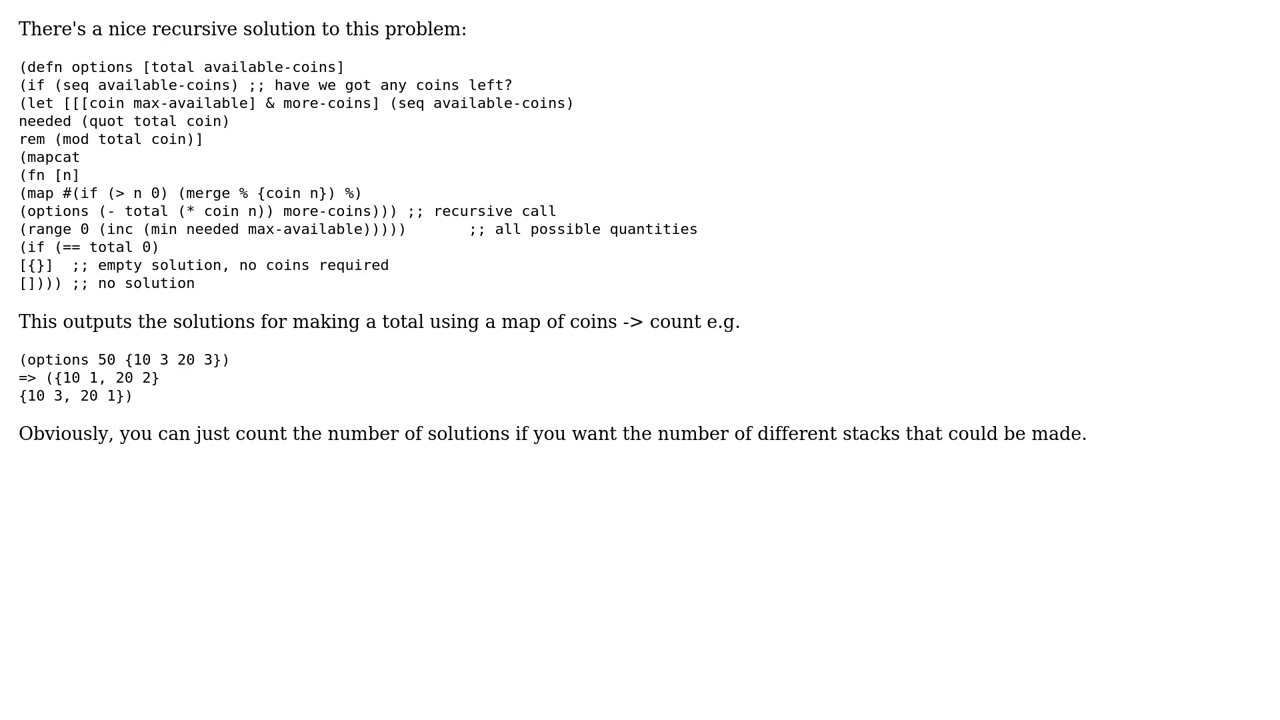 There's a nice recursive solution to this problem:
(defn options [total available-coins]
(if (seq available-coins) ;; have we got any coins left?
(let [[[coin max-available] & more-coins] (seq available-coins)
needed (quot total coin)
rem (mod total coin)]
(mapcat
(fn [n]
(map #(if (> n 0) (merge % {coin n}) %)
(options (- total (* coin n)) more-coins))) ;; recursive call
(range 0 (inc (min needed max-available)))))       ;; all possible quantities
(if (== total 0)
[{}]  ;; empty solution, no coins required
[]))) ;; no solution
This outputs the solutions for making a total using a map of coins -> count e.g.
(options 50 {10 3 20 3})
=> ({10 1, 20 2}
{10 3, 20 1})
Obviously, you can just count the number of solutions if you want the number of different stacks that could be made.